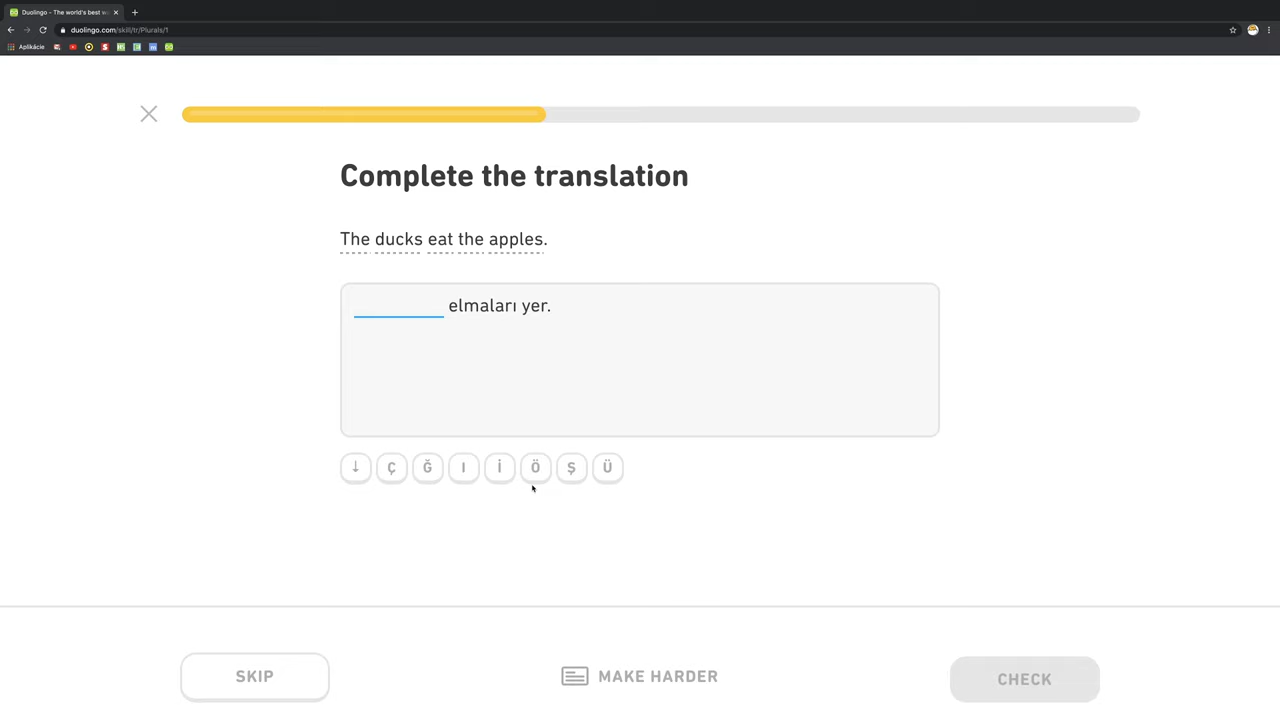 Duolingo - The world's best w
duolingo.com/skill/tr/Plurals/1
Aplikácie
Complete the translation
The ducks eat the apples.
elmaları yer.
↓ Ç Ğ I İ Ö Ş Ü
SKIP
MAKE HARDER
CHECK